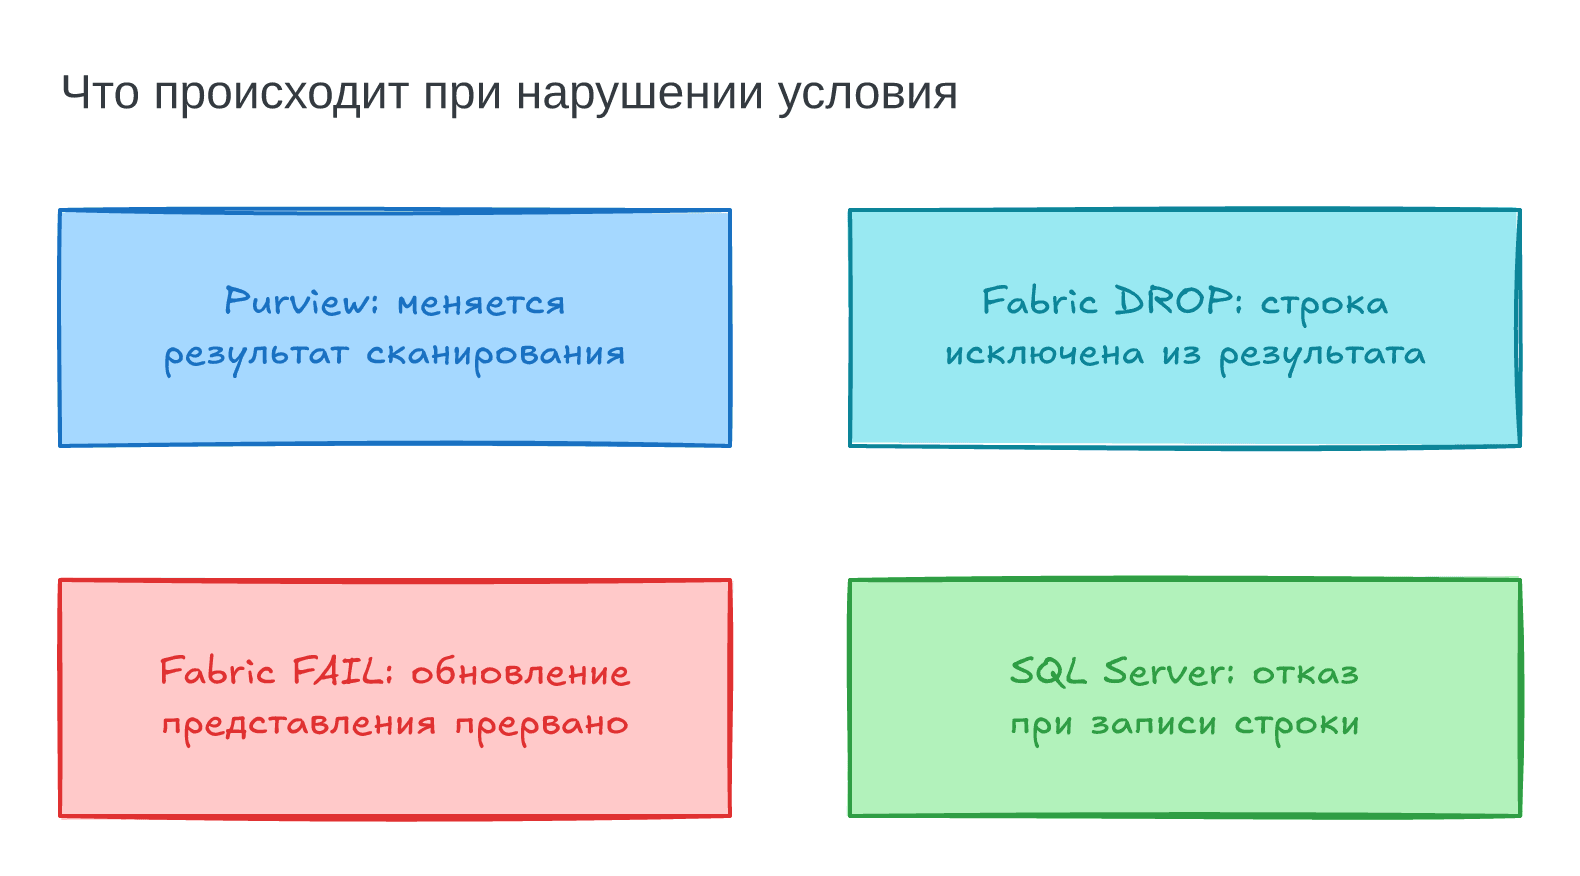 Что происходит при нарушении условия
Purview: меняется
результат сканирования
Fabric DROP: строка
исключена из результата
Fabric FAIL: обновление
представления прервано
SQL Server: отказ
при записи строки